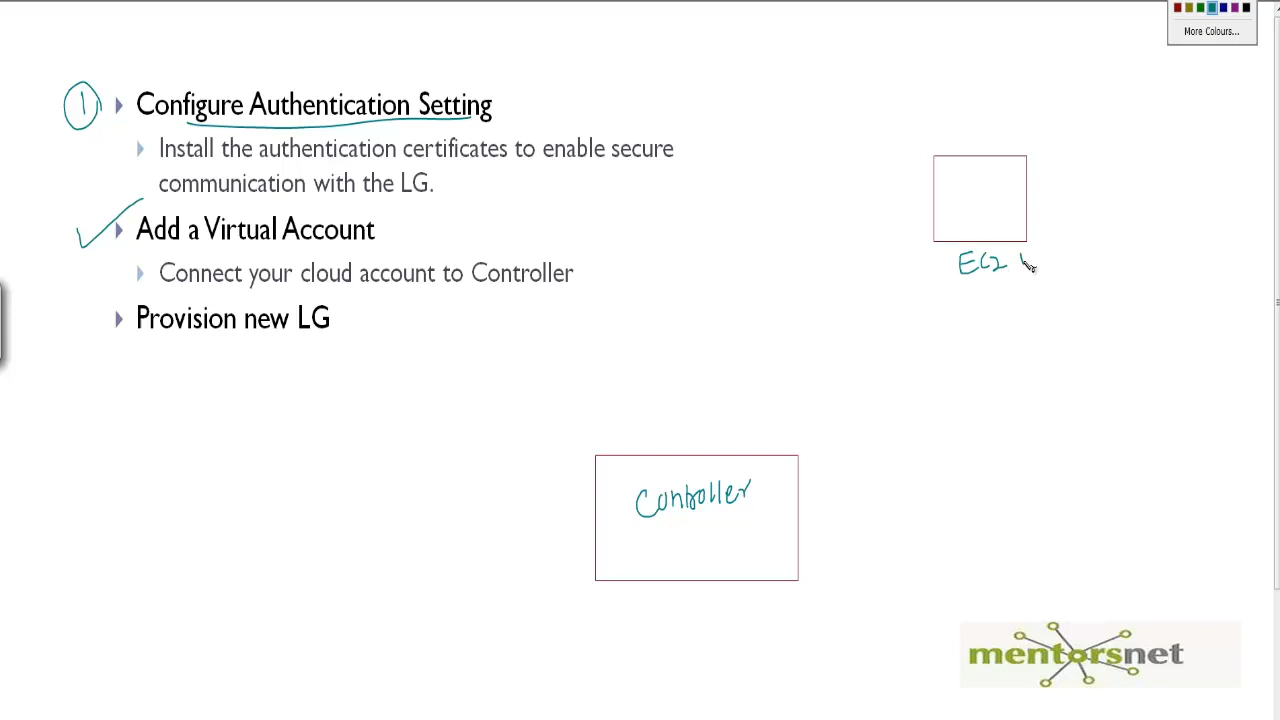 More Colours...
1
Configure Authentication Setting
Install the authentication certificates to enable secure
communication with the LG.
Add a Virtual Account
Connect your cloud account to Controller
EC2
Provision new LG
Controller
mentorsnet